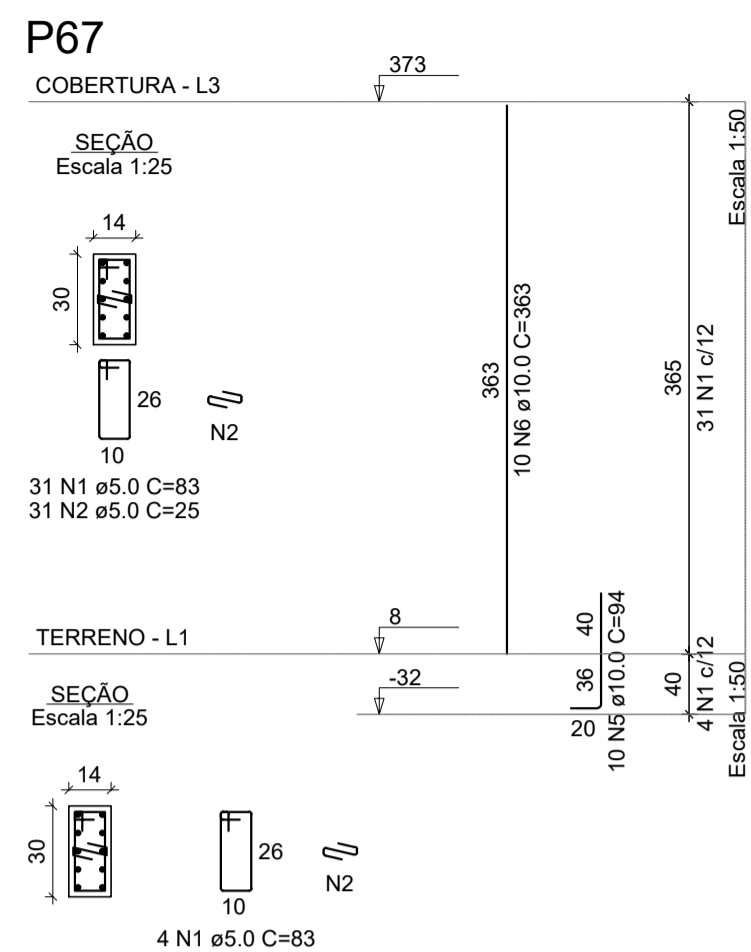 P67
COBERTURA - L3
373
SEÇÃO
Escala 1:25
Escala 1:50
14
30
26
N2
10
31 N1 ø5.0 C=83
31 N2 ø5.0 C=25
363
10 N6 ø10.0 C=363
365
31 N1 c/12
TERRENO - L1
8
-32
SEÇÃO
Escala 1:25
40
36
20
10 N5 ø10.0 C=94
40
4 N1 c/12
Escala 1:50
14
30
26
N2
10
4 N1 ø5.0 C=83